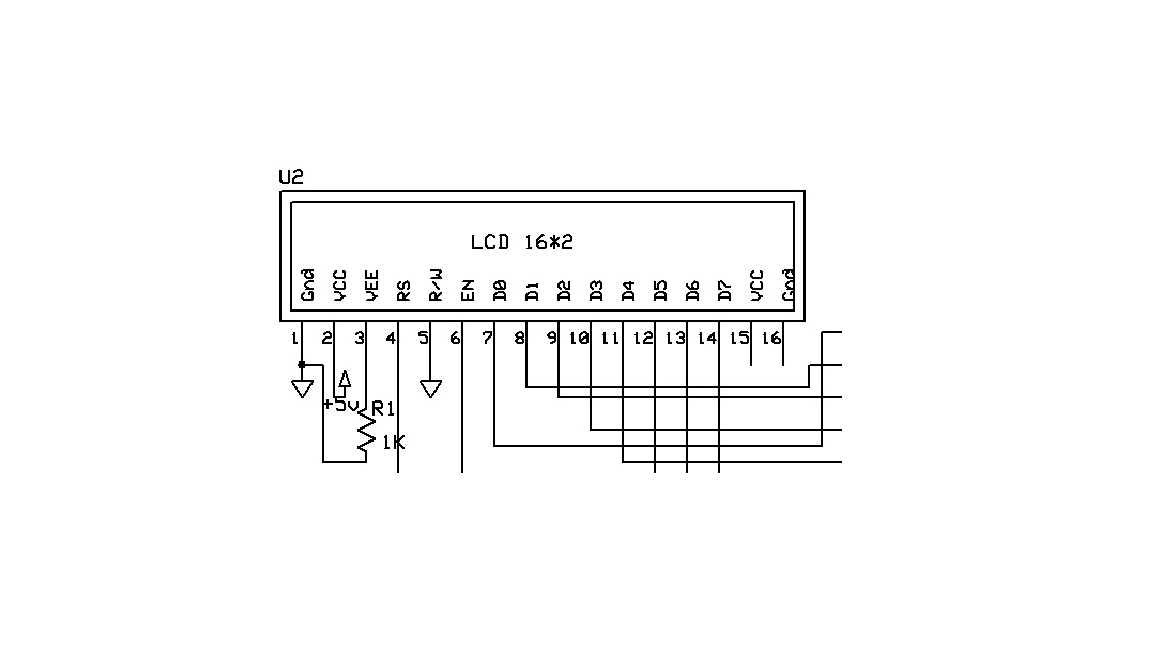 U2
LCD 16*2
Gnd VCC VEE RS R/W EN D0 D1 D2 D3 D4 D5 D6 D7 VCC Gnd
1 2 3 4 5 6 7 8 9 10 11 12 13 14 15 16
+5v R1
1K